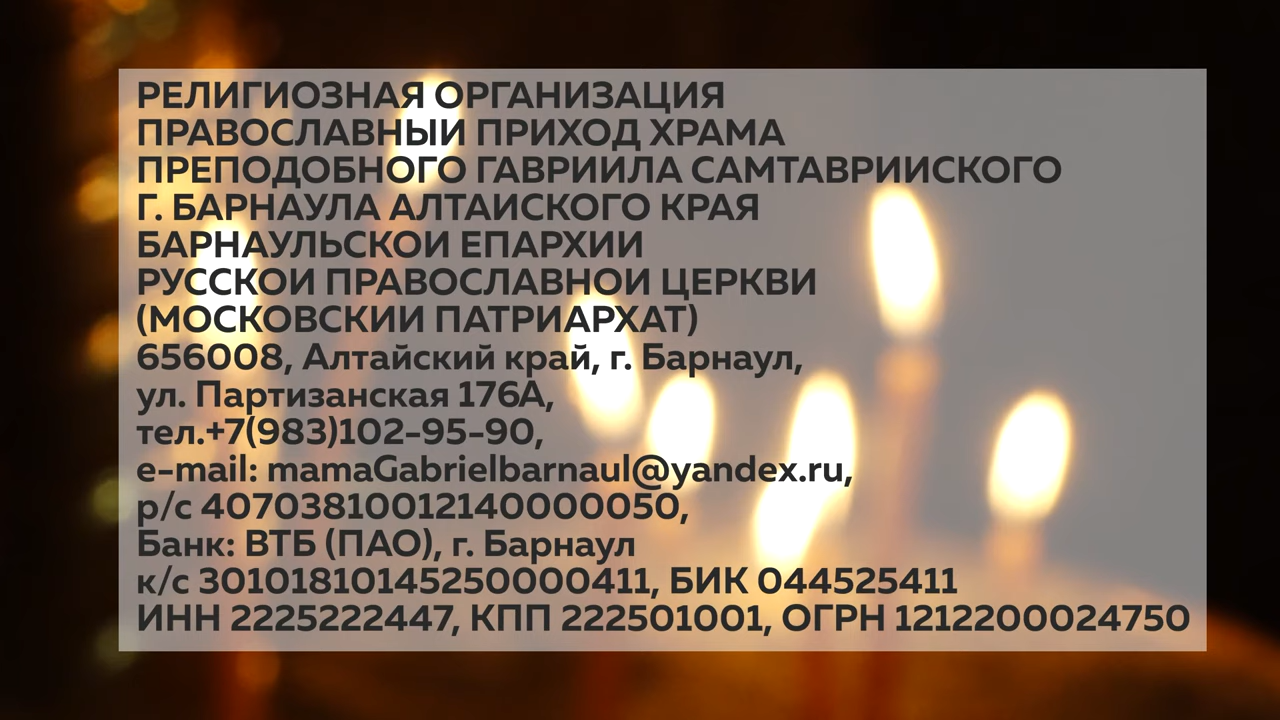 РЕЛИГИОЗНАЯ ОРГАНИЗАЦИЯ
ПРАВОСЛАВНЫИ ПРИХОД ХРАМА
ПРЕПОДОБНОГО ГАВРИИЛА САМТАВРИИСКОГО
Г. БАРНАУЛА АЛТАИСКОГО КРАЯ
БАРНАУЛЬСКОИ ЕПАРХИИ
РУССКОИ ПРАВОСЛАВНОИ ЦЕРКВИ
(МОСКОВСКИИ ПАТРИАРХАТ)
656008, Алтайский край, г. Барнаул,
ул. Партизанская 176А,
тел.+7(983)102-95-90,
e-mail: mamaGabrielbarnaul@yandex.ru,
р/с 40703810012140000050,
Банк: ВТБ (ПАО), г. Барнаул
к/с 30101810145250000411, БИК 044525411
ИНН 2225222447, КПП 222501001, ОГРН 1212200024750